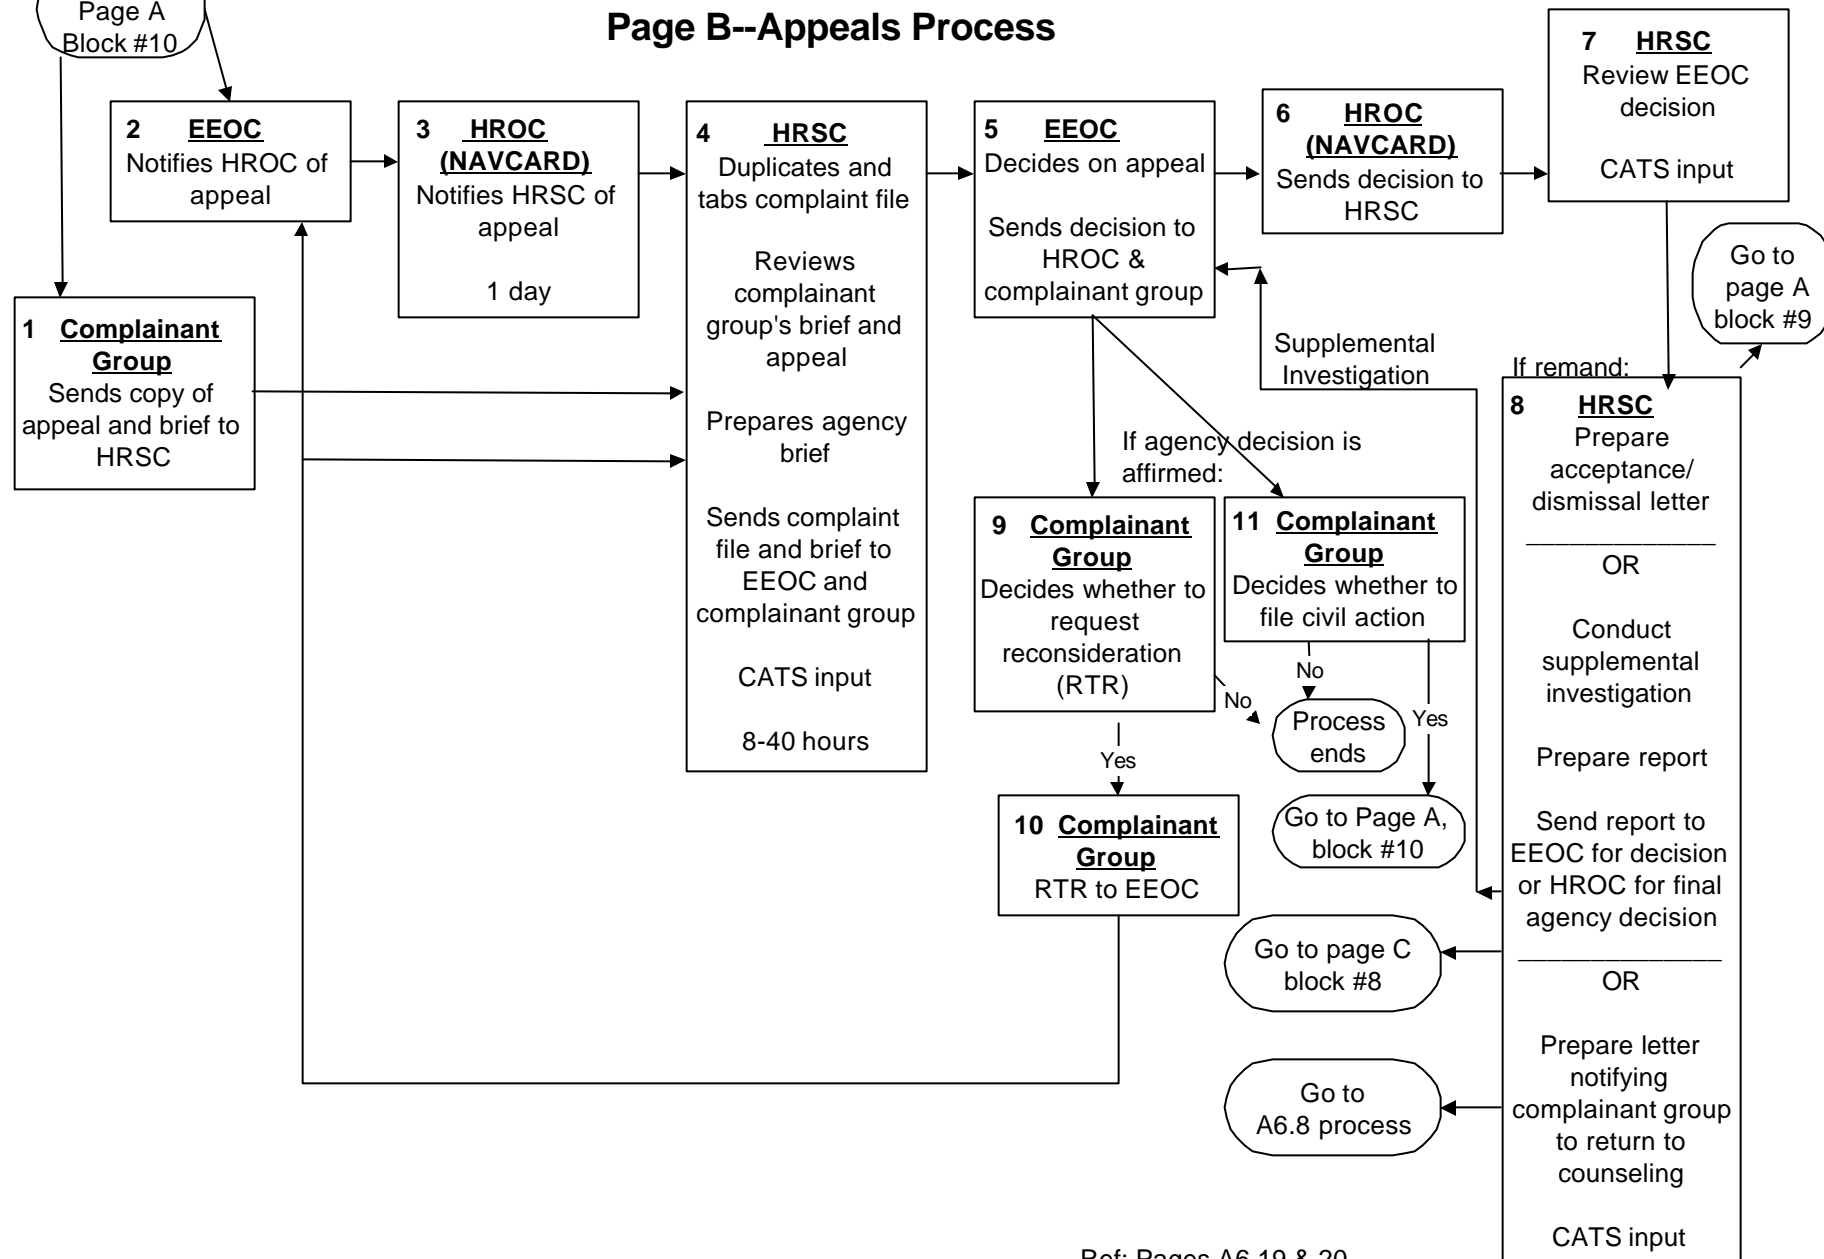 Page A
Block #10
Page B--Appeals Process
1 Complainant
Group
Sends copy of
appeal and brief to
HRSC
2 EEOC
Notifies HROC of
appeal
3 HROC
(NAVCARD)
Notifies HRSC of
appeal
1 day
4 HRSC
Duplicates and
tabs complaint file
Reviews
complainant
group's brief and
appeal
Prepares agency
brief
Sends complaint
file and brief to
EEOC and
complainant group
CATS input
8-40 hours
5 EEOC
Decides on appeal
Sends decision to
HROC &
complainant group
6 HROC
(NAVCARD)
Sends decision to
HRSC
7 HRSC
Review EEOC
decision
CATS input
Go to
page A
block #9
Supplemental
Investigation
If remand:
8 HRSC
Prepare
acceptance/
dismissal letter
_____________
OR
Conduct
supplemental
investigation
Prepare report
Send report to
EEOC for decision
or HROC for final
agency decision
______________
OR
Prepare letter
notifying
complainant group
to return to
counseling
CATS input
If agency decision is
affirmed:
9 Complainant
Group
Decides whether to
request
reconsideration
(RTR)
No
Yes
11 Complainant
Group
Decides whether to
file civil action
No
Yes
Process
ends
10 Complainant
Group
RTR to EEOC
Go to Page A,
block #10
Go to page C
block #8
Go to
A6.8 process
Ref: Pages A6.19 & 20